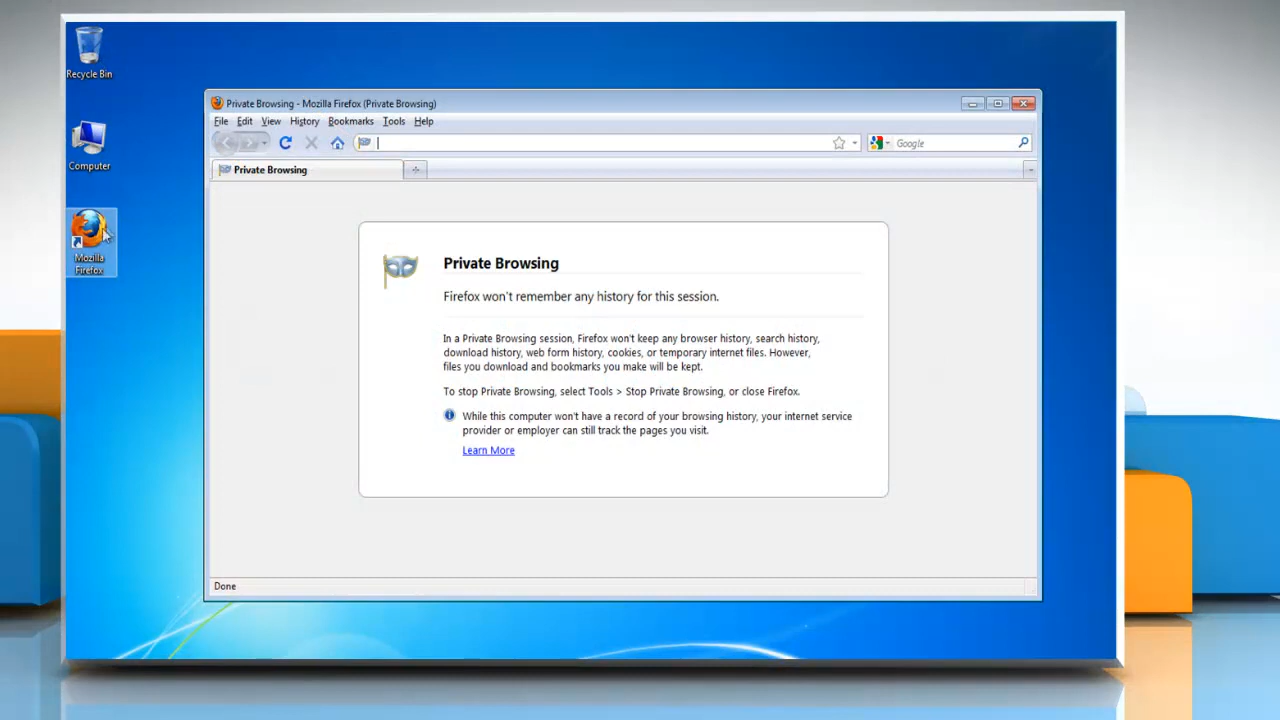 Recycle Bin
Computer
Mozilla
Firefox
Private Browsing - Mozilla Firefox (Private Browsing)
File Edit View History Bookmarks Tools Help
Google
Private Browsing
Private Browsing
Firefox won't remember any history for this session.
In a Private Browsing session, Firefox won't keep any browser history, search history,
download history, web form history, cookies, or temporary internet files. However,
files you download and bookmarks you make will be kept.
To stop Private Browsing, select Tools > Stop Private Browsing, or close Firefox.
While this computer won't have a record of your browsing history, your internet service
provider or employer can still track the pages you visit.
Learn More
Done